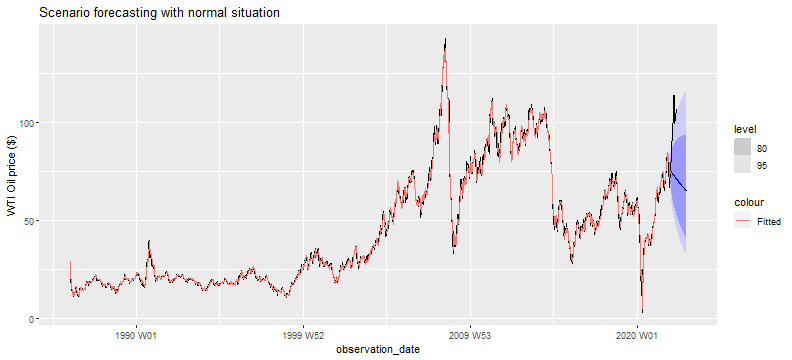 Scenario forecasting with normal situation
WTI Oil price ($)
100
50
0
1990 W01
1999 W52
2009 W53
2020 W01
observation_date
level
80
95
colour
Fitted